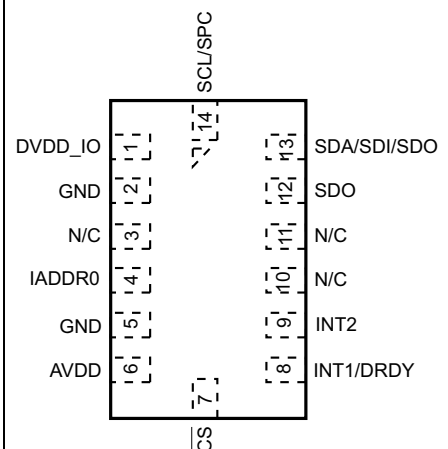 SCL/SPC
14
DVDD_IO 1 13 SDA/SDI/SDO
GND 2 12 SDO
N/C 3 11 N/C
IADDR0 4 10 N/C
GND 5 9 INT2
AVDD 6 8 INT1/DRDY
7
CS